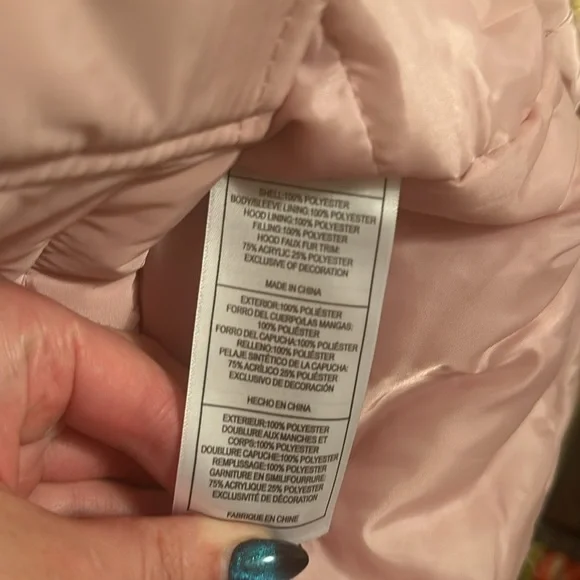 SHELL:100% POLYESTER
BODY/SLEEVE LINING:100% POLYESTER
HOOD LINING:100% POLYESTER
FILLING:100% POLYESTER
HOOD FAUX FUR TRIM:
75% ACRYLIC 25% POLYESTER
EXCLUSIVE OF DECORATION
MADE IN CHINA
EXTERIOR:100% POLIÉSTER
FORRO DEL CUERPO/LAS MANGAS:
100% POLIÉSTER
FORRO DEL CAPUCHA:100% POLIÉSTER
RELLENO:100% POLIÉSTER
PELAJE SINTÉTICO DE LA CAPUCHA:
75% ACRÍLICO 25% POLIÉSTER
EXCLUSIVO DE DECORACIÓN
HECHO EN CHINA
EXTERIEUR:100% POLYESTER
DOUBLURE AUX MANCHES ET
CORPS:100% POLYESTER
DOUBLURE CAPUCHE:100% POLYESTER
REMPLISSAGE:100% POLYESTER
GARNITURE EN SIMILIFOURRURE:
75% ACRYLIQUE 25% POLYESTER
EXCLUSIVITÉ DE DÉCORATION
FABRIQUE EN CHINE